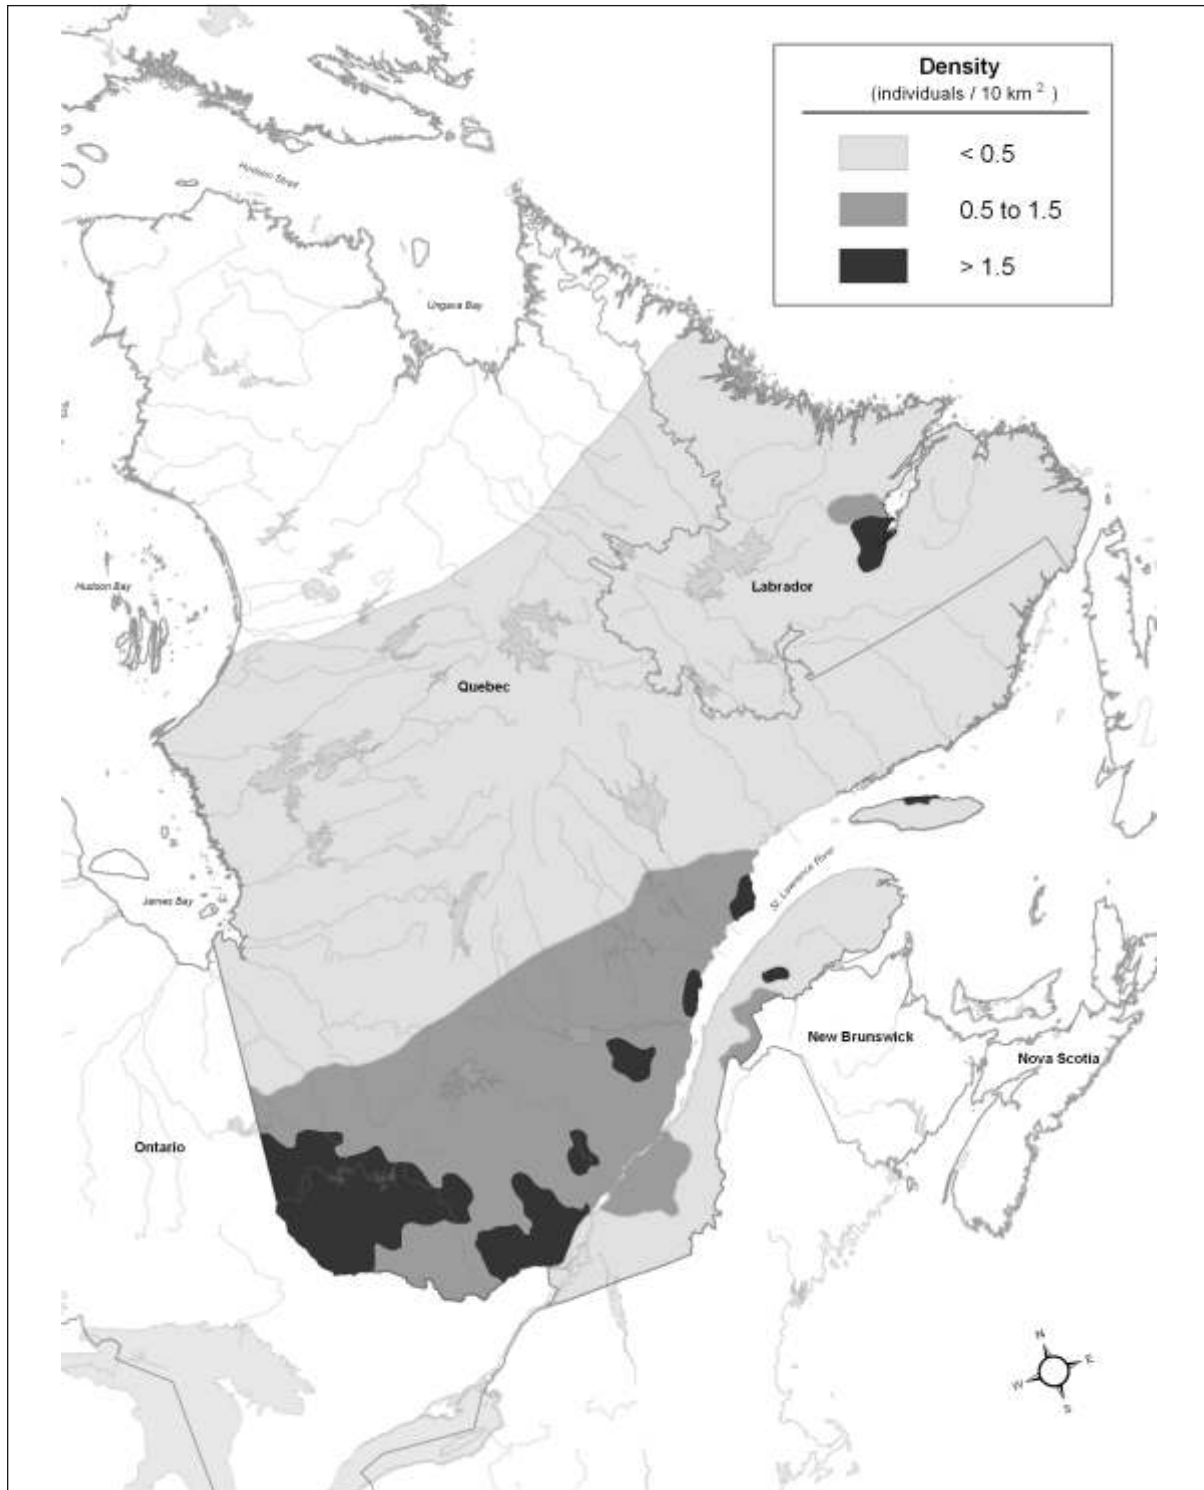 Density
(individuals / 10 km 2 )
< 0.5
0.5 to 1.5
> 1.5
Hudson Strait
Ungava Bay
Hudson Bay
Labrador
Quebec
St. Lawrence River
James Bay
New Brunswick
Nova Scotia
Ontario
N
E
W
S